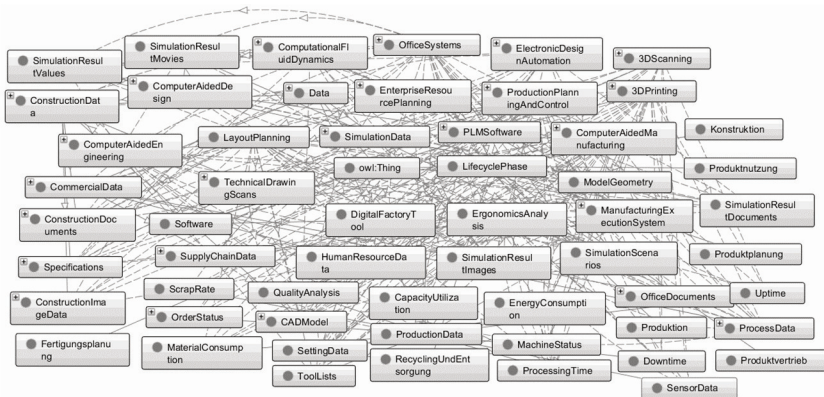 SimulationResul
tValues
SimulationResult
Movies
ComputationalFl
uidDynamics
OfficeSystems
ElectronicDesig
nAutomation
3DScanning
ConstructionDat
a
ComputerAidedDe
sign
Data
EnterpriseResou
rcePlanning
ProductionPlann
ingAndControl
3DPrinting
ComputerAidedEn
gineering
LayoutPlanning
SimulationData
PLMSoftware
ComputerAidedMa
nufacturing
Konstruktion
CommercialData
TechnicalDrawin
gScans
owl:Thing
LifecyclePhase
ModelGeometry
Produktnutzung
ConstructionDoc
uments
Software
DigitalFactoryT
ool
ErgonomicsAnaly
sis
ManufacturingEx
ecutionSystem
SimulationResul
tDocuments
Specifications
SupplyChainData
HumanResourceDa
ta
SimulationResul
tImages
SimulationScena
rios
Produktplanung
ConstructionIma
geData
ScrapRate
QualityAnalysis
CapacityUtiliza
tion
EnergyConsumpti
on
OfficeDocuments
Uptime
OrderStatus
CADModel
ProductionData
Produktion
ProcessData
Fertigungsplanu
ng
MaterialConsump
tion
SettingData
RecyclingUndEnt
sorgung
MachineStatus
Downtime
Produktvertrieb
ToolLists
ProcessingTime
SensorData